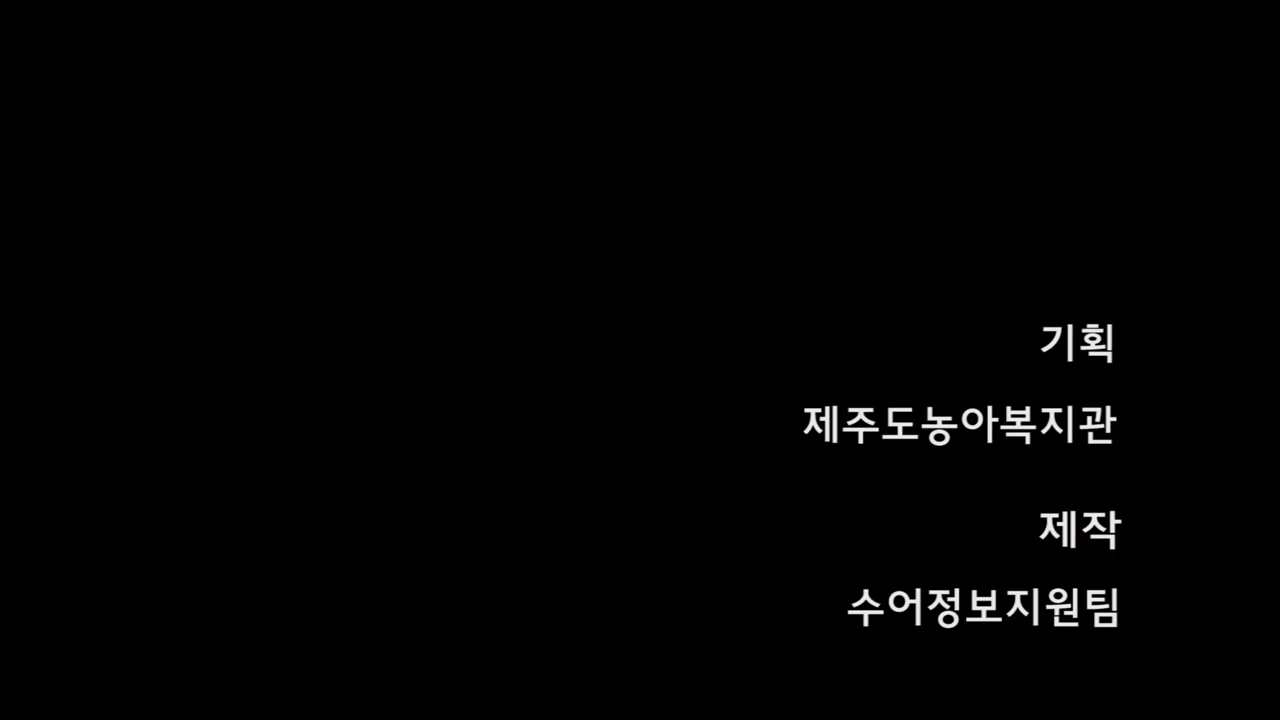 기획
제주도농아복지관
제작
수어정보지원팀